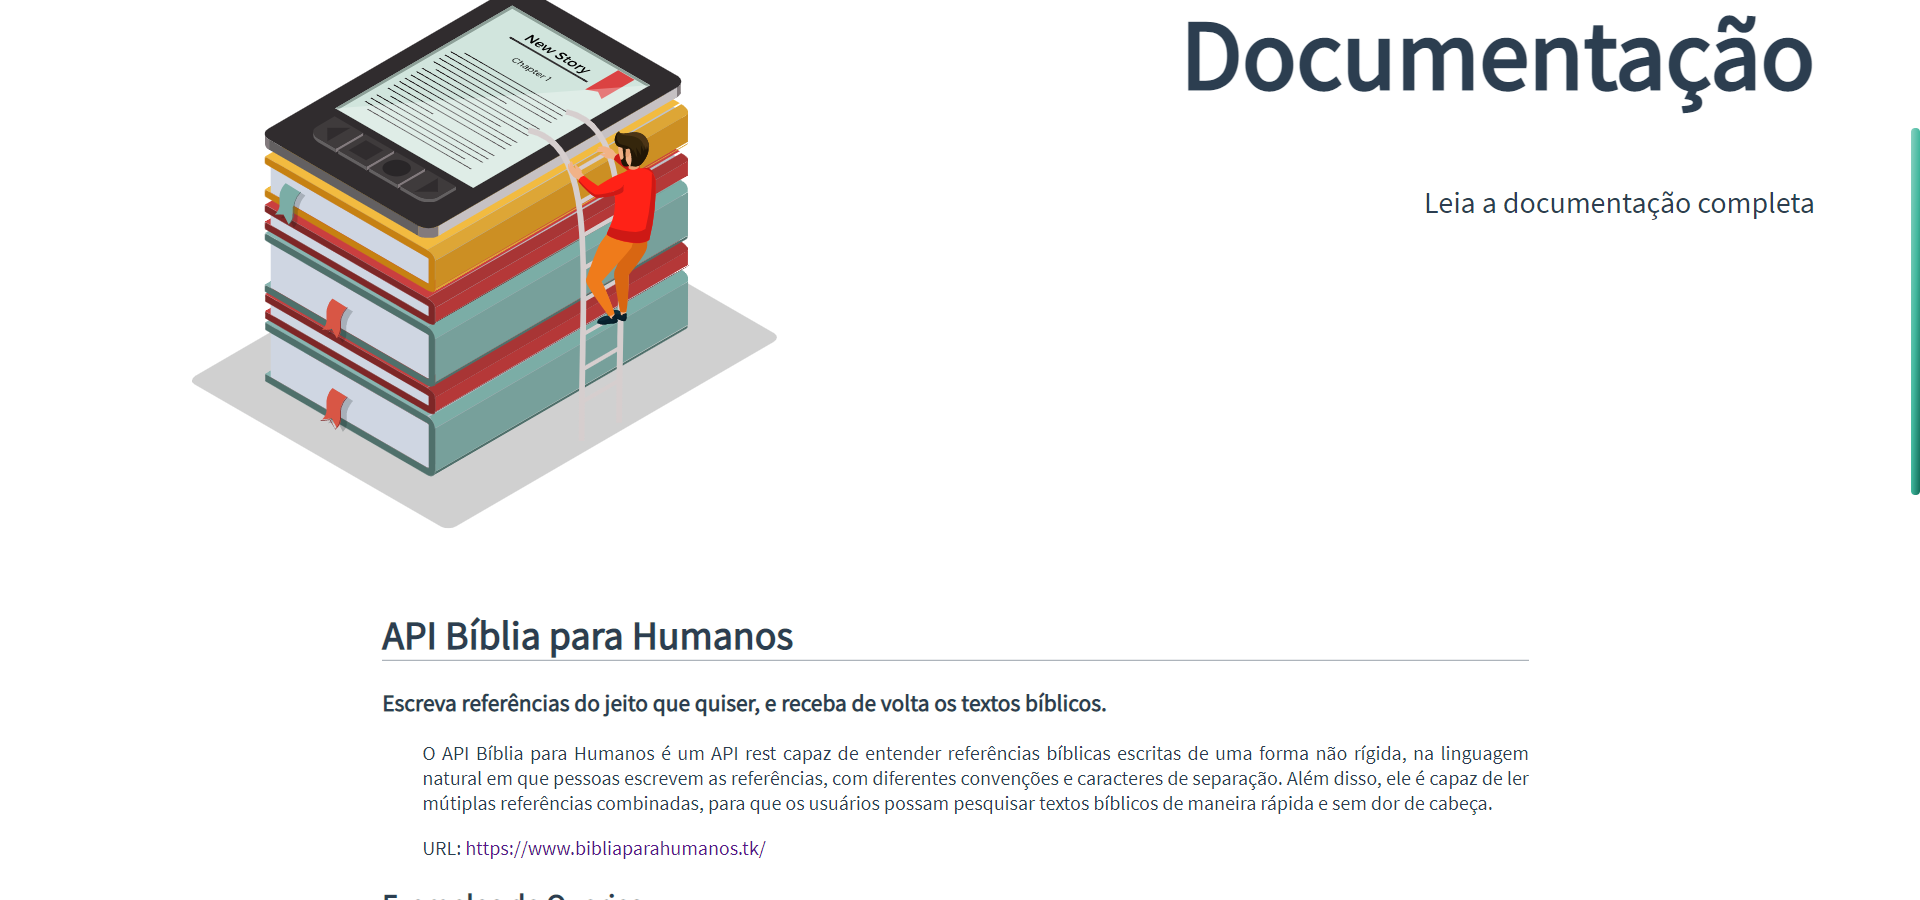 New Story
Chapter 1
Documentação
Leia a documentação completa
API Bíblia para Humanos
Escreva referências do jeito que quiser, e receba de volta os textos bíblicos.
O API Bíblia para Humanos é um API rest capaz de entender referências bíblicas escritas de uma forma não rígida, na linguagem
natural em que pessoas escrevem as referências, com diferentes convenções e caracteres de separação. Além disso, ele é capaz de ler
mútiplas referências combinadas, para que os usuários possam pesquisar textos bíblicos de maneira rápida e sem dor de cabeça.
URL: https://www.bibliaparahumanos.tk/